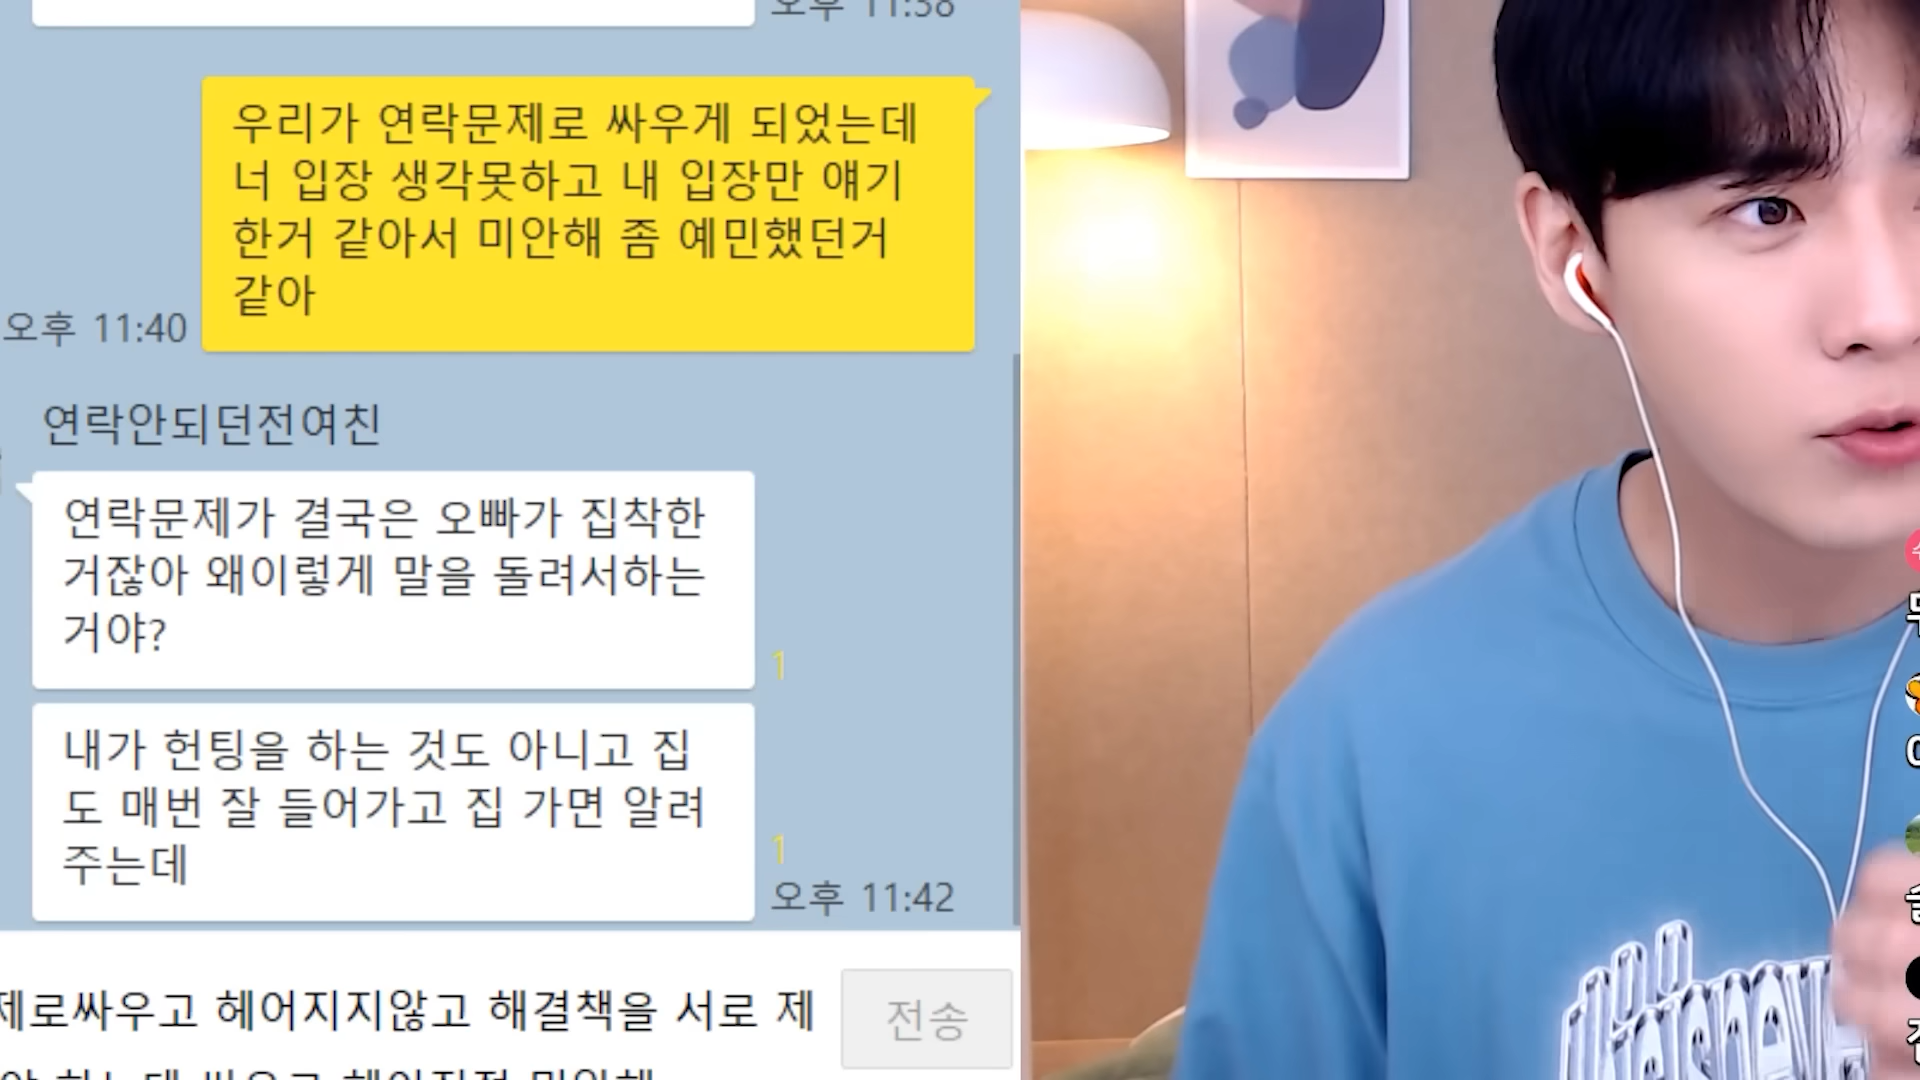 오후 11:38
우리가 연락문제로 싸우게 되었는데
너 입장 생각못하고 내 입장만 얘기
한거 같아서 미안해 좀 예민했던거
같아
오후 11:40
연락안되던전여친
연락문제가 결국은 오빠가 집착한
거잖아 왜이렇게 말을 돌려서하는
거야?
1
내가 헌팅을 하는 것도 아니고 집
도 매번 잘 들어가고 집 가면 알려
주는데
1
오후 11:42
제로싸우고 헤어지지않고 해결책을 서로 제
전송